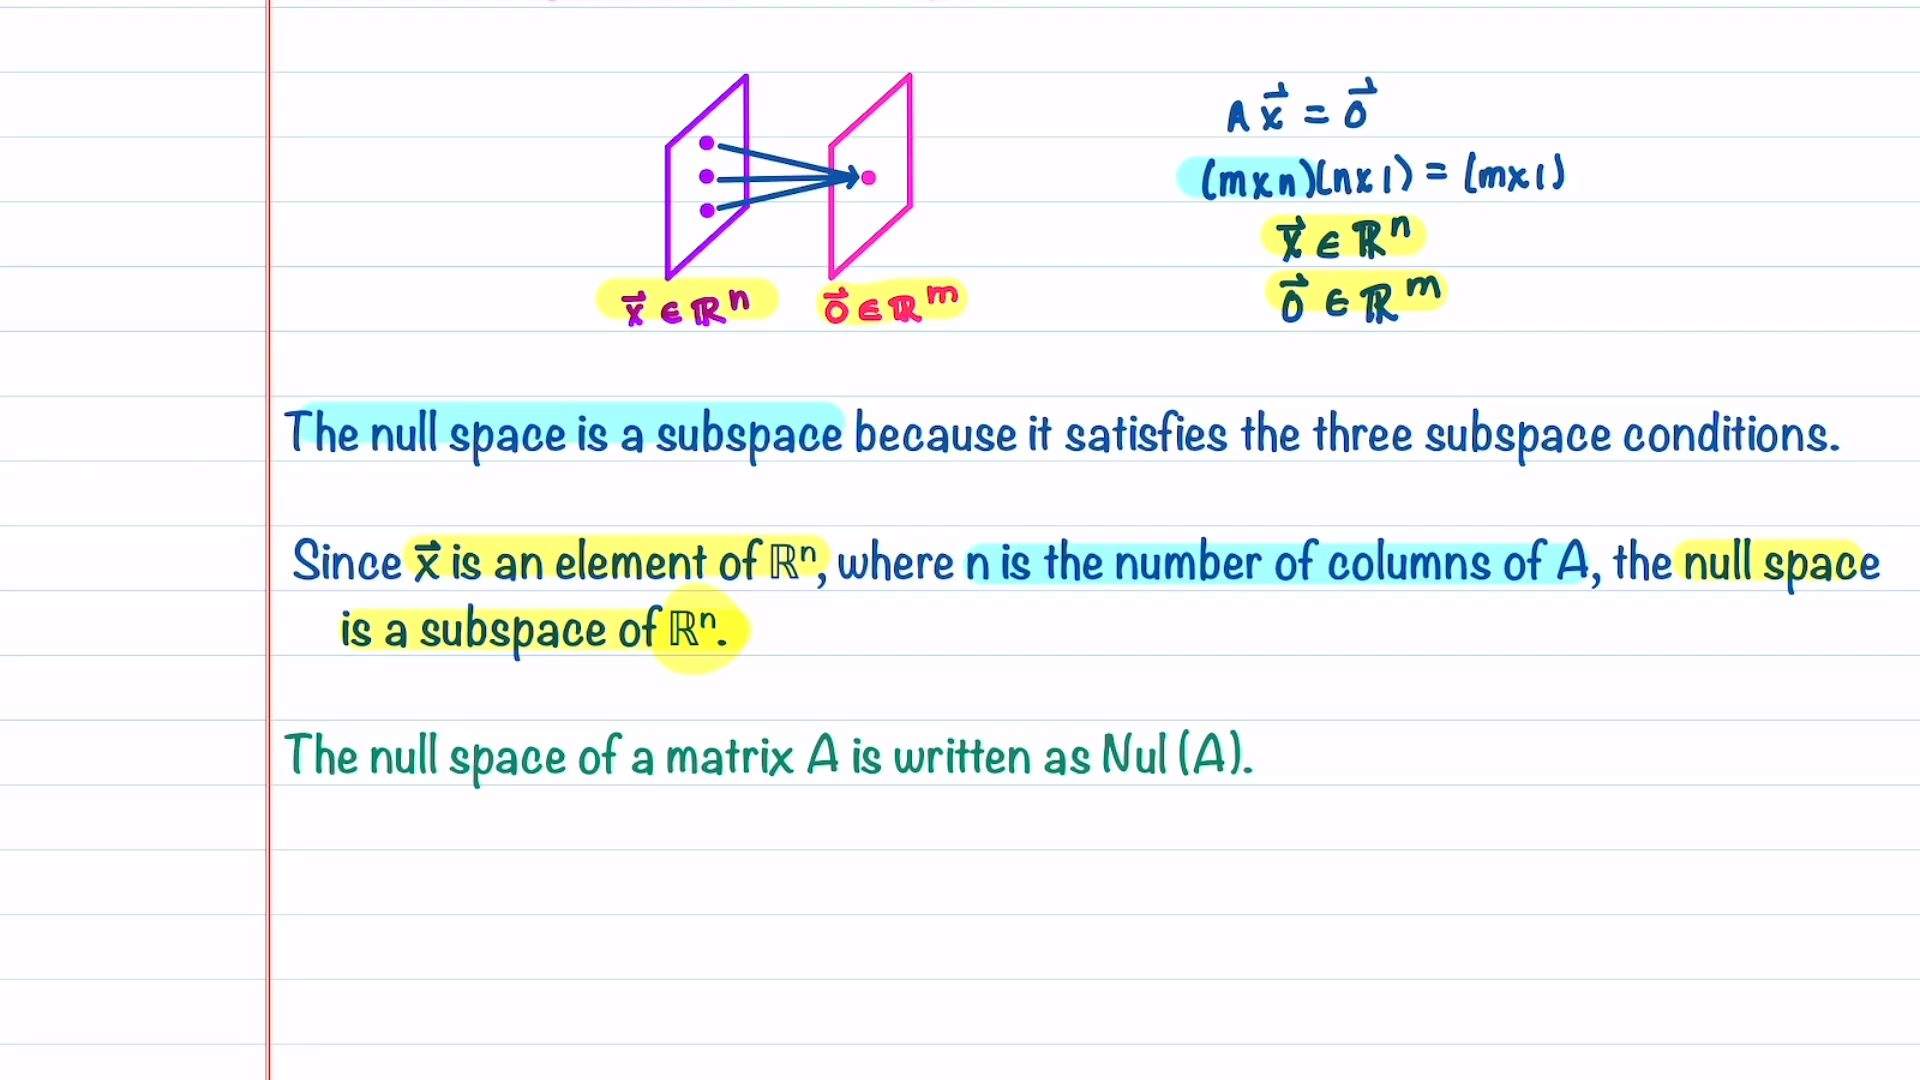 A x⃗ = 0⃗
(m x n)(n x 1) = (m x 1)
x⃗ ∈ ℝⁿ
0⃗ ∈ ℝᵐ
x⃗ ∈ ℝⁿ 0⃗ ∈ ℝᵐ
The null space is a subspace because it satisfies the three subspace conditions.
Since x⃗ is an element of ℝⁿ, where n is the number of columns of A, the null space
is a subspace of ℝⁿ.
The null space of a matrix A is written as Nul (A).